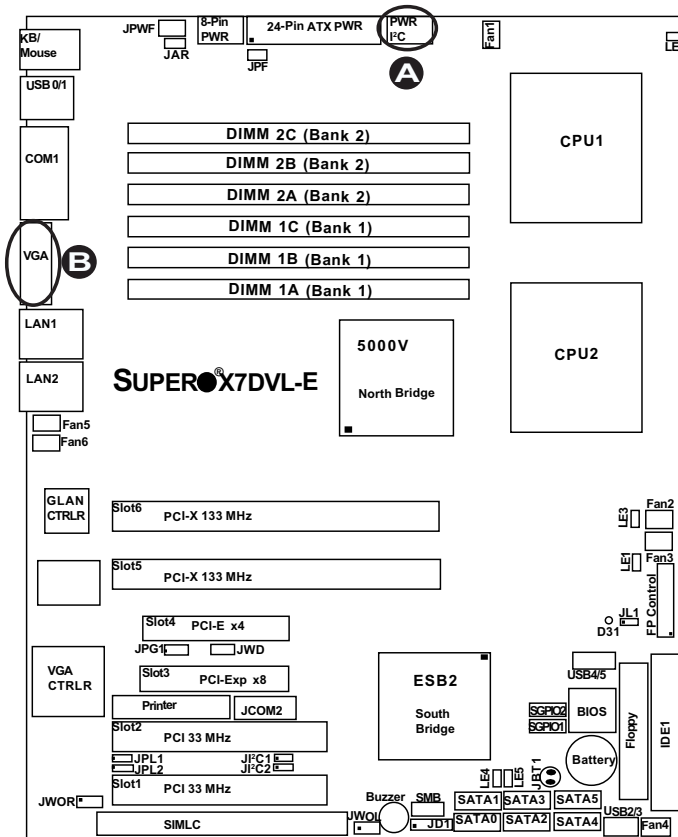 JPWF
8-Pin
PWR
24-Pin ATX PWR
PWR
I²C
Fan1
KB/
Mouse
JAR
JPF
LE
A
USB 0/1
COM1
DIMM 2C (Bank 2)
DIMM 2B (Bank 2)
DIMM 2A (Bank 2)
DIMM 1C (Bank 1)
DIMM 1B (Bank 1)
DIMM 1A (Bank 1)
CPU1
VGA
B
LAN1
LAN2
5000V
North Bridge
CPU2
SUPER●®X7DVL-E
Fan5
Fan6
GLAN
CTRLR
Slot6
PCI-X 133 MHz
LE3
Fan2
Slot5
PCI-X 133 MHz
LE1
Fan3
FP Control
JL1
D31
Slot4
PCI-E x4
JPG1
JWD
VGA
CTRLR
Slot3
PCI-Exp x8
ESB2
South
Bridge
USB4/5
Printer
JCOM2
SGPIO2
SGPIO1
BIOS
Floppy
IDE1
Slot2
PCI 33 MHz
JPL1
JPL2
JI²C1
JI²C2
Battery
Slot1
PCI 33 MHz
LE4
LE5
JBT1
JWOR
SIMLC
JWOL
Buzzer
SMB
JD1
SATA1
SATA3
SATA5
SATA0
SATA2
SATA4
USB2/3
Fan4